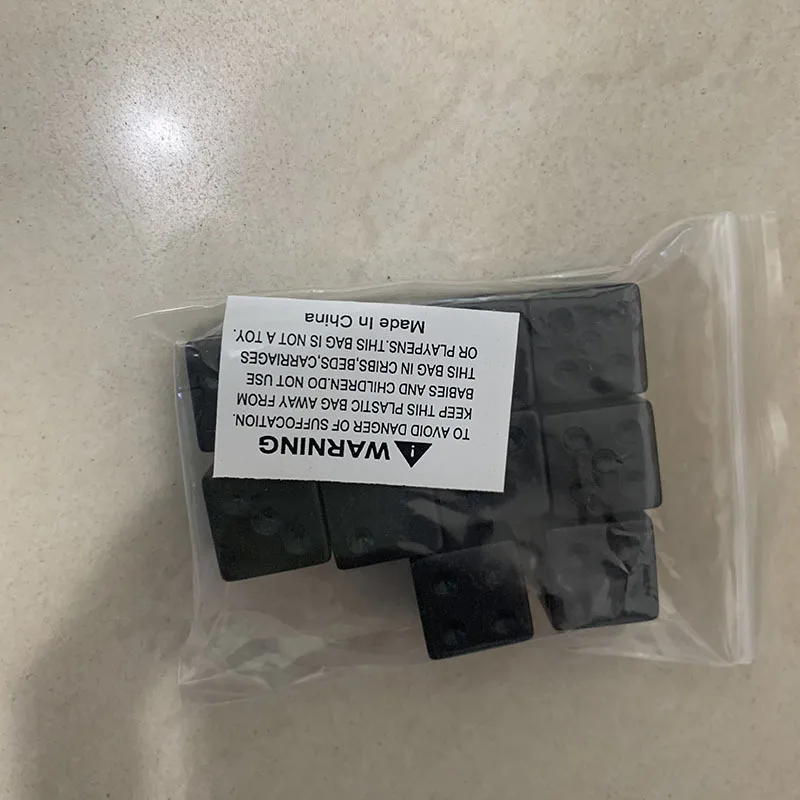 WARNING
TO AVOID DANGER OF SUFFOCATION.
KEEP THIS PLASTIC BAG AWAY FROM
BABIES AND CHILDREN.DO NOT USE
THIS BAG IN CRIBS,BEDS,CARRIAGES
OR PLAYPENS.THIS BAG IS NOT A TOY.
Made In China